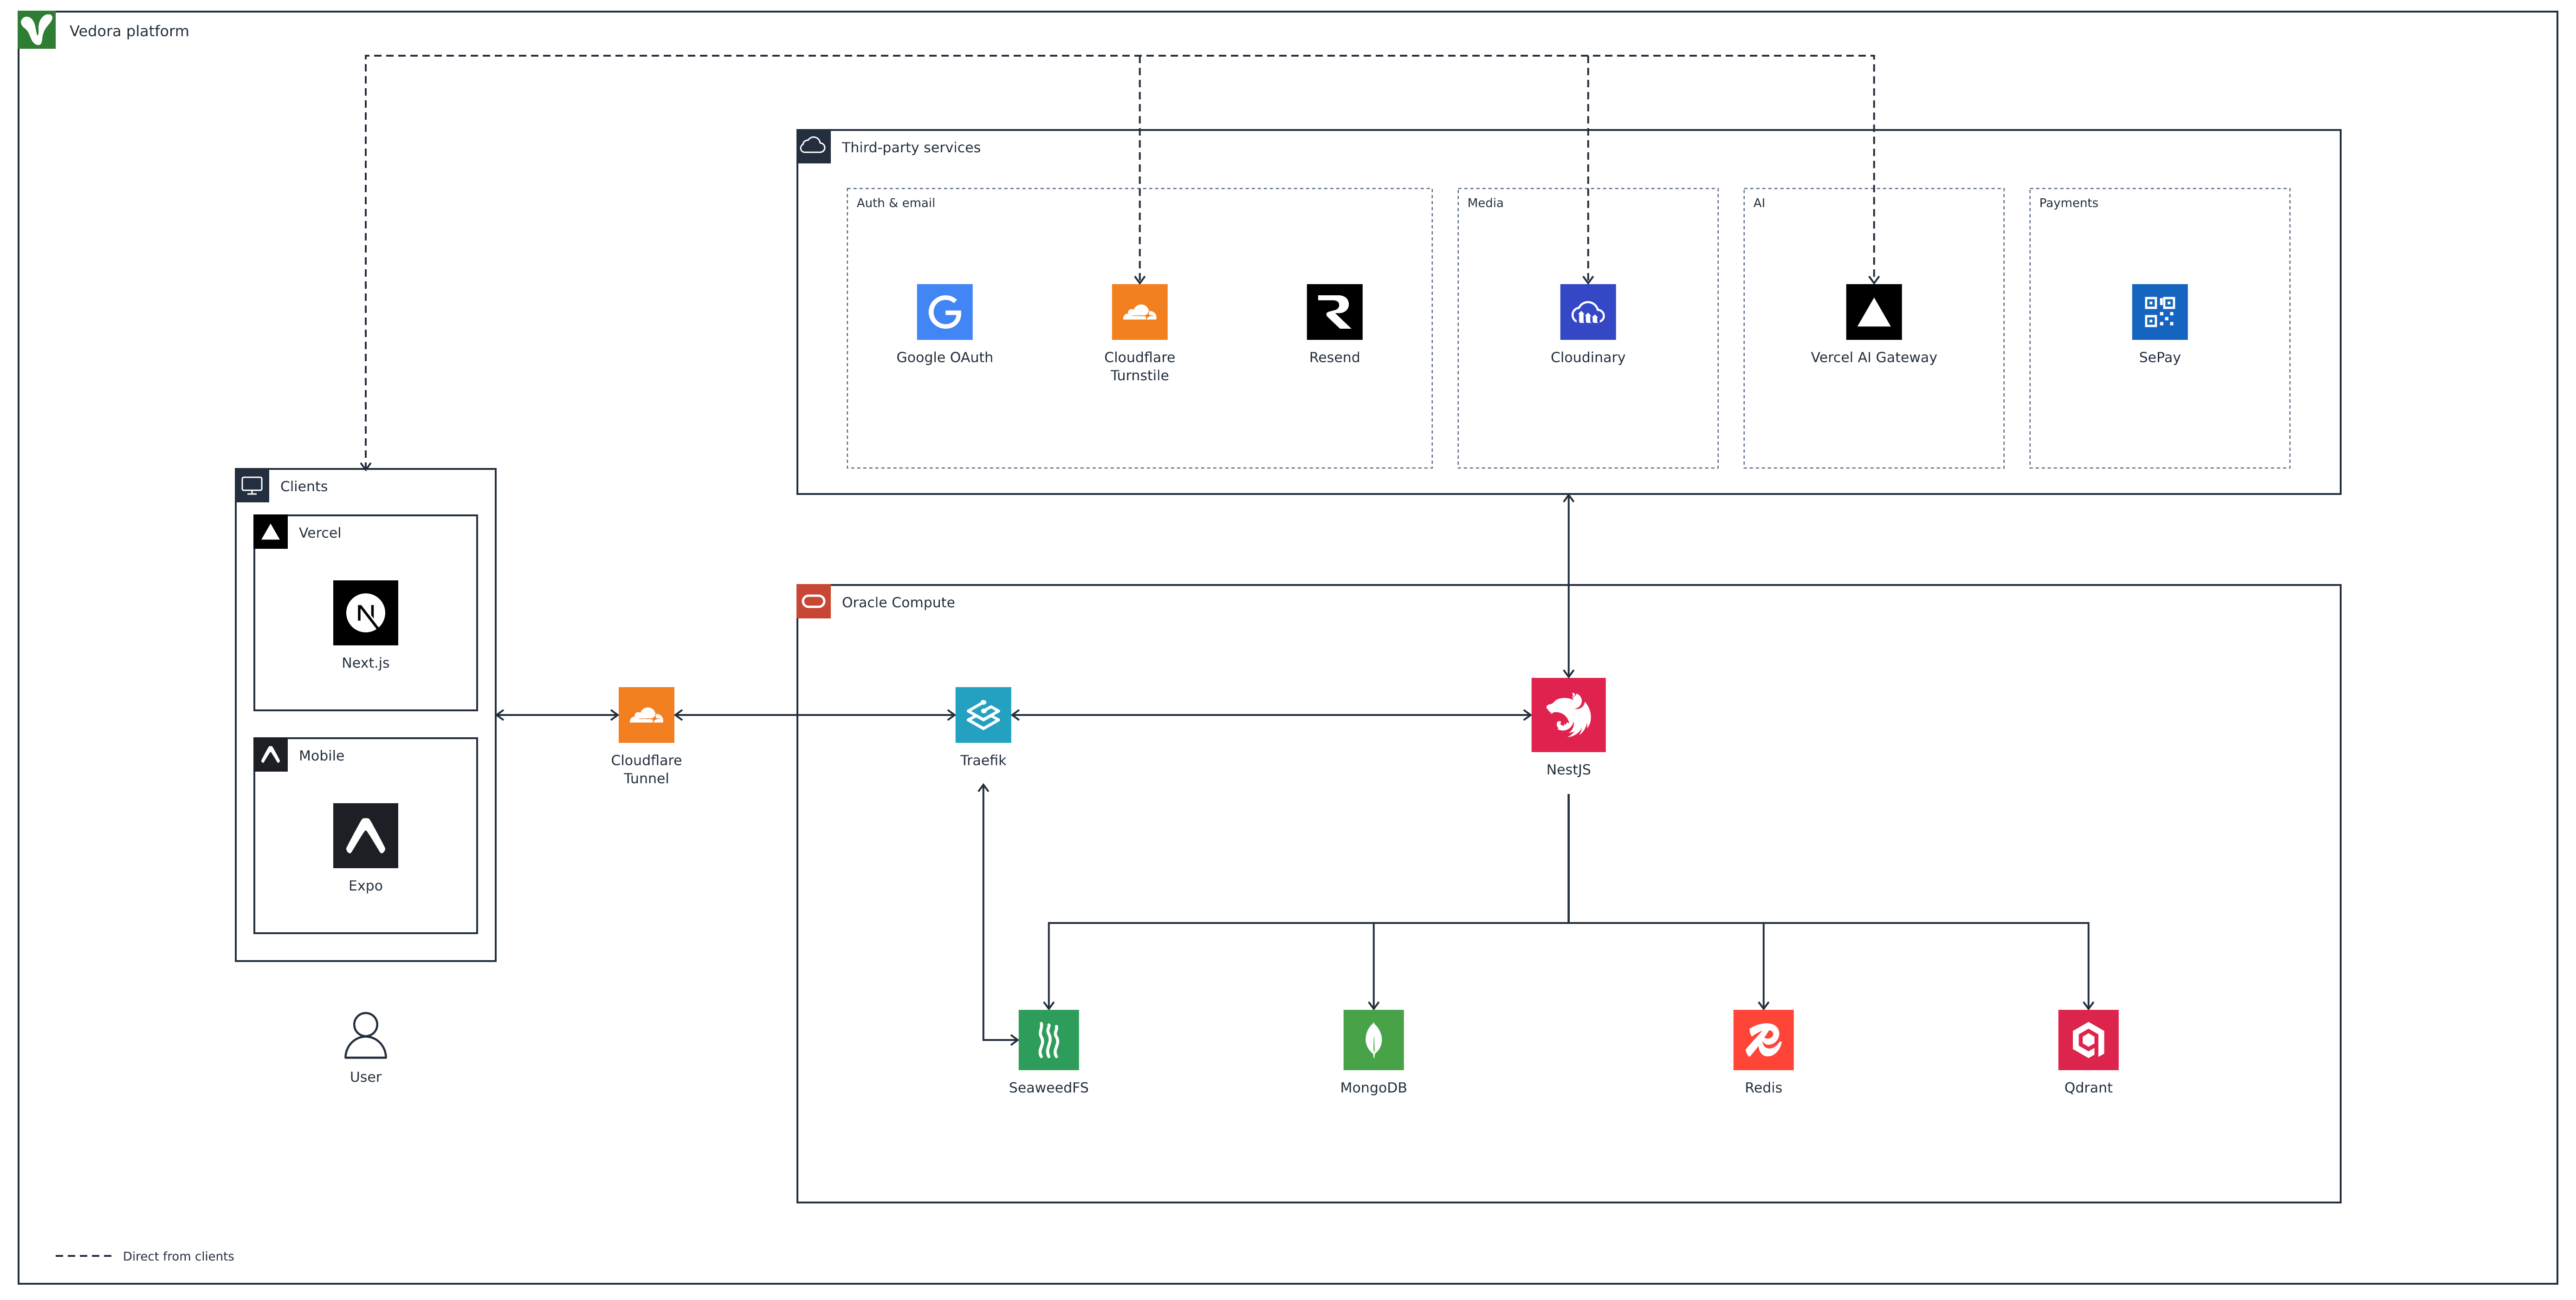 Vedora platform
Third-party services
Auth & email
Media
AI
Payments
Google OAuth
Cloudflare
Turnstile
Resend
Cloudinary
Vercel AI Gateway
SePay
Clients
Vercel
Next.js
Mobile
Expo
User
Cloudflare
Tunnel
Oracle Compute
Traefik
NestJS
SeaweedFS
MongoDB
Redis
Qdrant
Direct from clients